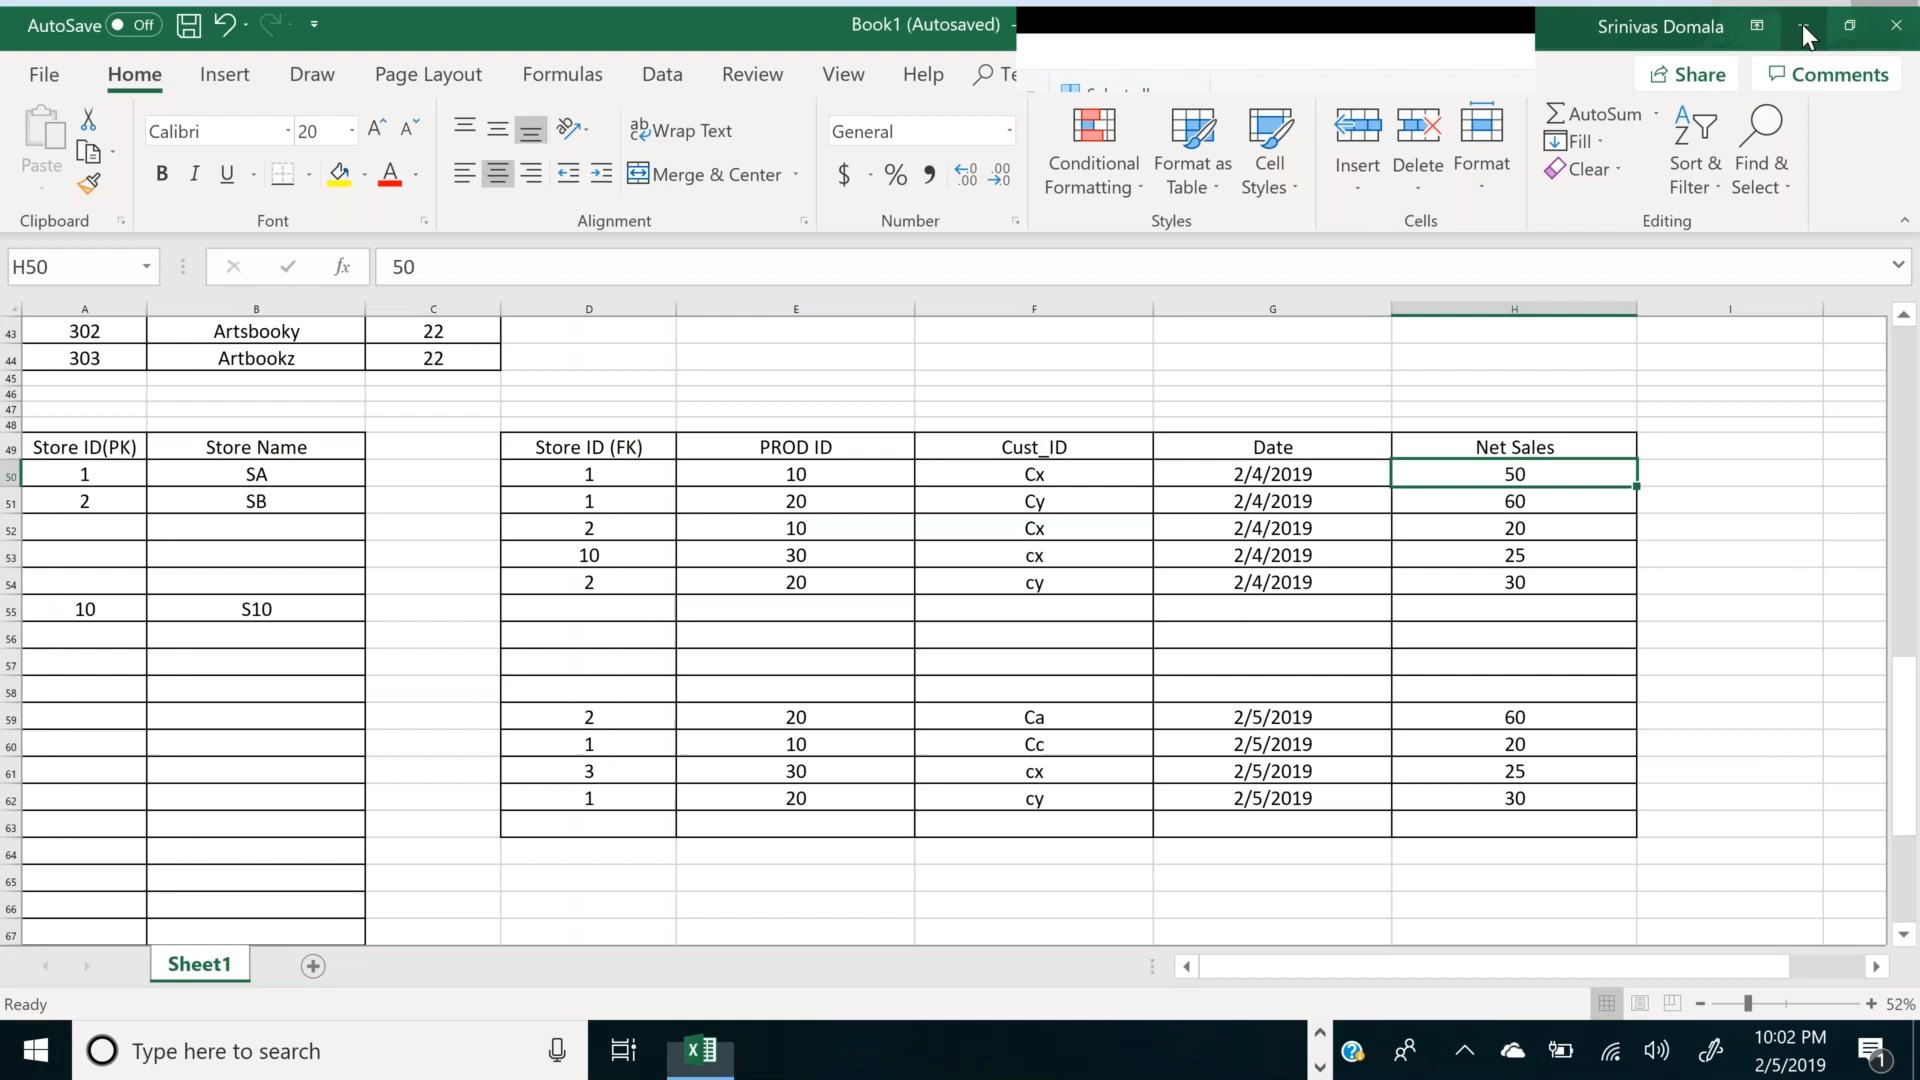 AutoSave Off Book1 (Autosaved) - Srinivas Domala
File Home Insert Draw Page Layout Formulas Data Review View Help Te Share Comments
Paste Calibri 20 Wrap Text General Conditional Formatting Format as Table Cell Styles Insert Delete Format AutoSum Fill Clear Sort & Filter Find & Select
B I U A Merge & Center $ % , .00
Clipboard Font Alignment Number Styles Cells Editing
H50 fx 50
A B C D E F G H I
43 302 Artsbooky 22
44 303 Artbookz 22
45
46
47
48
49 Store ID(PK) Store Name Store ID (FK) PROD ID Cust_ID Date Net Sales
50 1 SA 1 10 Cx 2/4/2019 50
51 2 SB 1 20 Cy 2/4/2019 60
52 2 10 Cx 2/4/2019 20
53 10 30 cx 2/4/2019 25
54 2 20 cy 2/4/2019 30
55 10 S10
56
57
58
59 2 20 Ca 2/5/2019 60
60 1 10 Cc 2/5/2019 20
61 3 30 cx 2/5/2019 25
62 1 20 cy 2/5/2019 30
63
64
65
66
67
Sheet1
Ready 52%
Type here to search 10:02 PM
2/5/2019 1